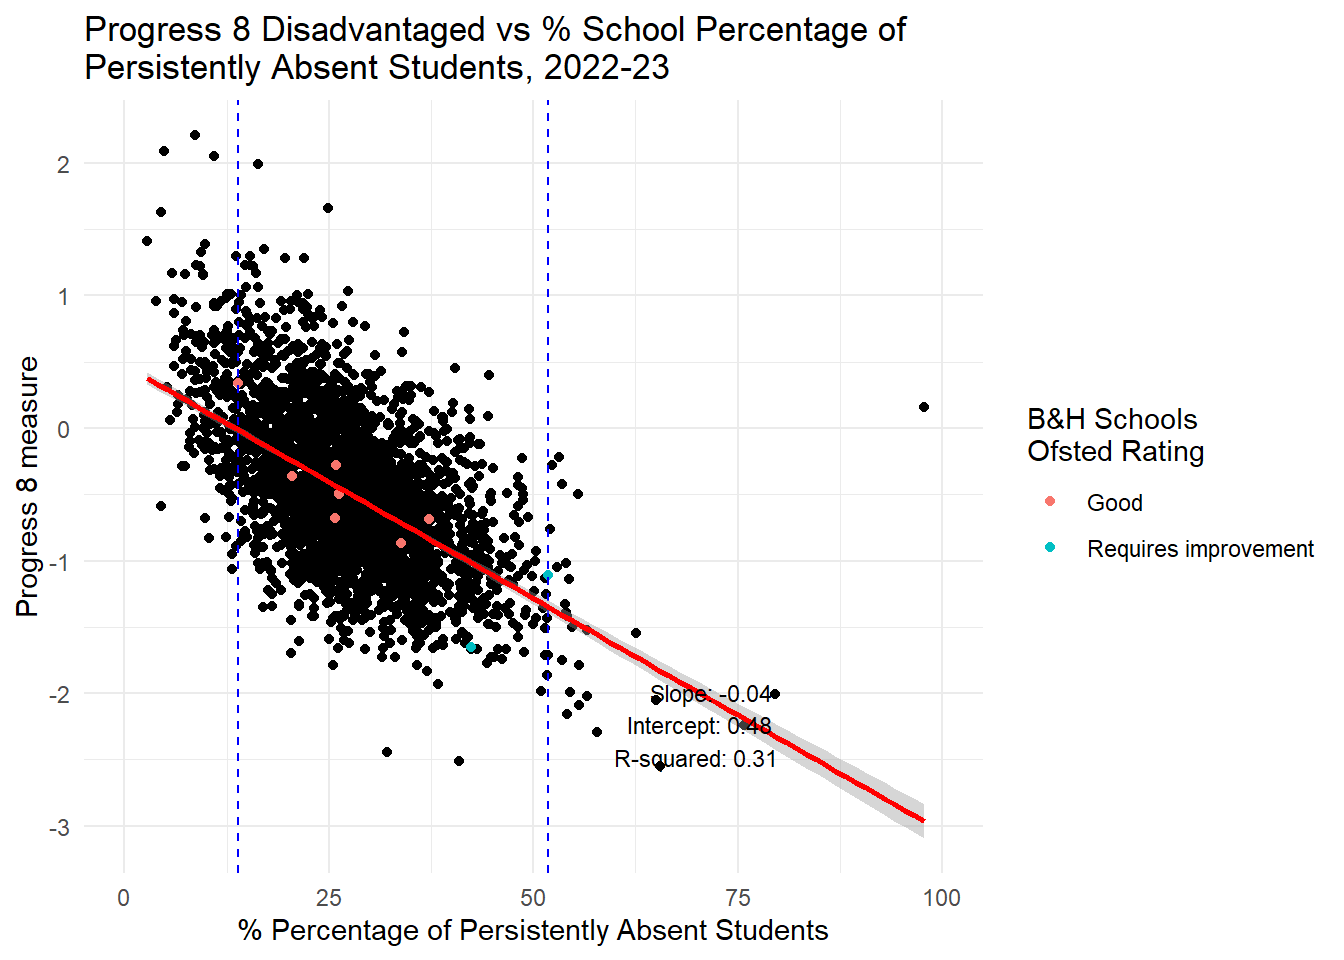 Progress 8 Disadvantaged vs % School Percentage of
Persistently Absent Students, 2022-23
2
1
0
-1
-2
-3
Progress 8 measure
Slope: -0.04
Intercept: 0.48
R-squared: 0.31
0 25 50 75 100
% Percentage of Persistently Absent Students
B&H Schools
Ofsted Rating
Good
Requires improvement